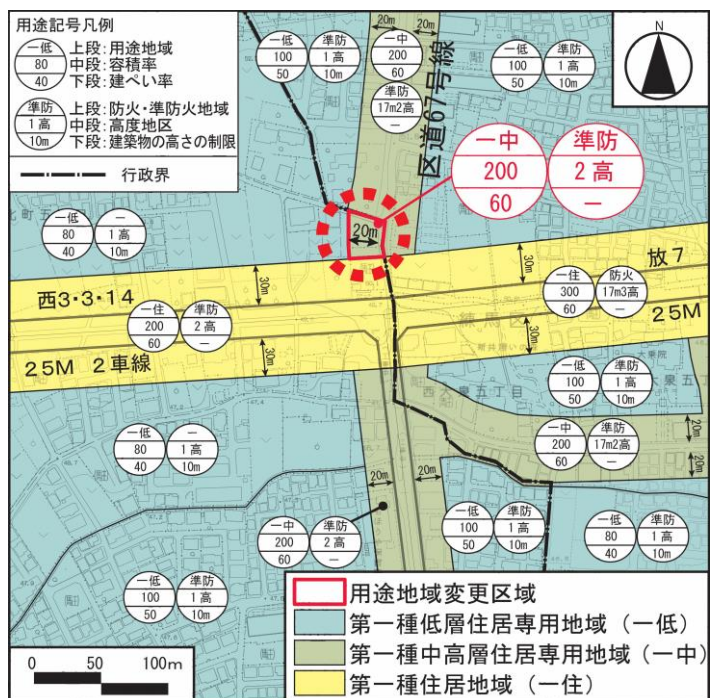 用途記号凡例
一低
80
40
上段:用途地域
中段:容積率
下段:建ぺい率
準防
1高
10m
上段:防火・準防火地域
中段:高度地区
下段:建築物の高さの制限
行政界
N
20m
20m
一低
100
50
準防
1高
10m
一中
200
60
準防
17m2高
―
一低
100
50
準防
1高
10m
区道67号線
一中
200
60
準防
2高
―
20m
一低
80
40
―
1高
10m
30m
30m
放7
西3・3・14
一住
200
60
準防
2高
―
一住
300
60
防火
17m3高
―
練馬区
25M
25M 2車線
30m
30m
西大泉五丁目
一低
100
50
準防
1高
10m
一低
80
40
―
1高
10m
一中
200
60
準防
17m2高
―
20m
20m
20m
20m
一中
200
60
準防
2高
―
一低
100
50
準防
1高
10m
一低
80
40
準防
1高
10m
一低
100
50
準防
1高
10m
用途地域変更区域
第一種低層住居専用地域(一低)
第一種中高層住居専用地域(一中)
第一種住居地域(一住)
0 50 100m